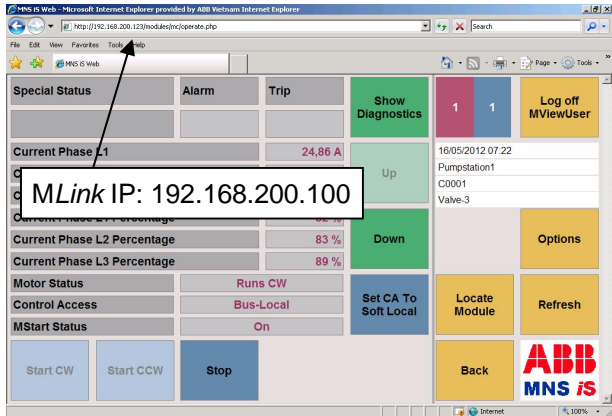 MNS iS Web - Microsoft Internet Explorer provided by ABB Vietnam Internet Explorer
http://192.168.200.123/modules/mc/operate.php
Search
File Edit View Favorites Tools Help
MNS iS Web
Page Tools
Special Status Alarm Trip
Show Diagnostics
1 1
Log off MViewUser
Current Phase L1 24,86 A
Up
16/05/2012 07:22
Pumpstation1
C0001
Valve-3
MLink IP: 192.168.200.100
Current Phase L2 Percentage 83 %
Down
Options
Current Phase L3 Percentage 89 %
Motor Status Runs CW
Set CA To Soft Local
Locate Module
Refresh
Control Access Bus-Local
MStart Status On
Start CW Start CCW Stop
Back
ABB
MNS iS
Internet 100%